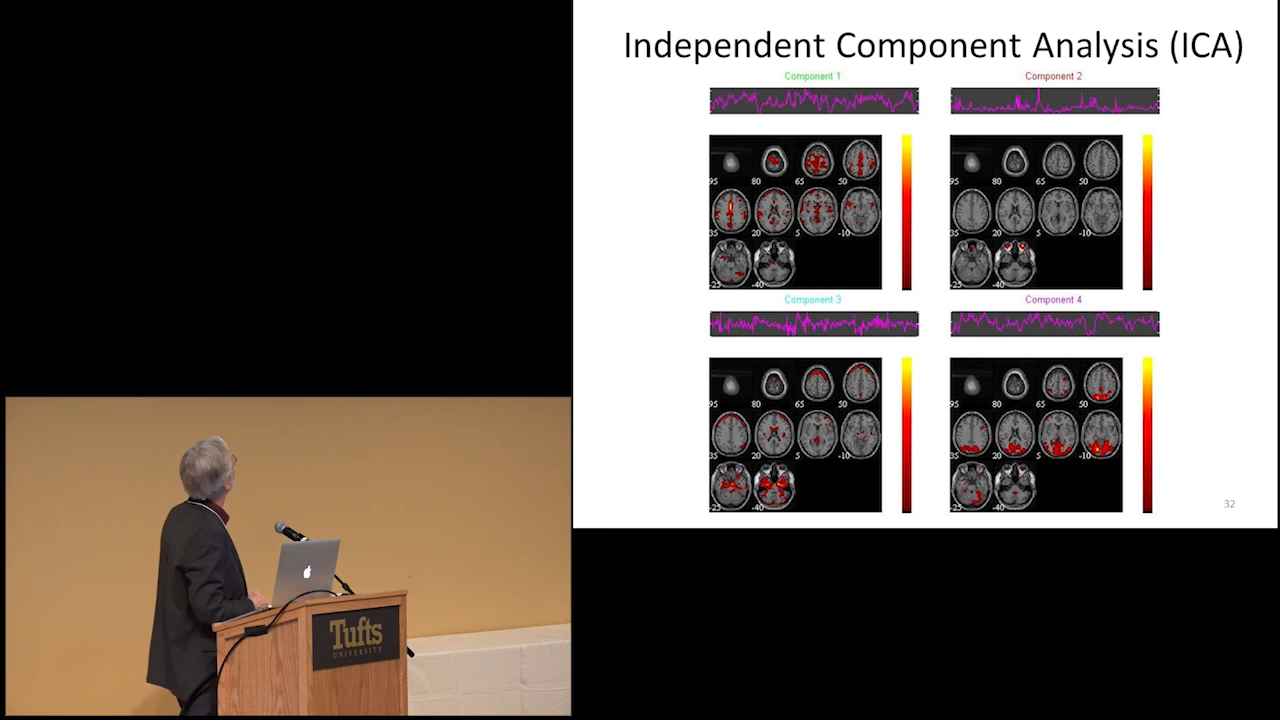 Independent Component Analysis (ICA)
Component 1
Component 2
95 80 65 50
35 20 5 -10
-25 -40
95 80 65 50
35 20 5 -10
-25 -40
Component 3
Component 4
95 80 65 50
35 20 5 -10
-25 -40
95 80 65 50
35 20 5 -10
-25 -40
32
Tufts
UNIVERSITY